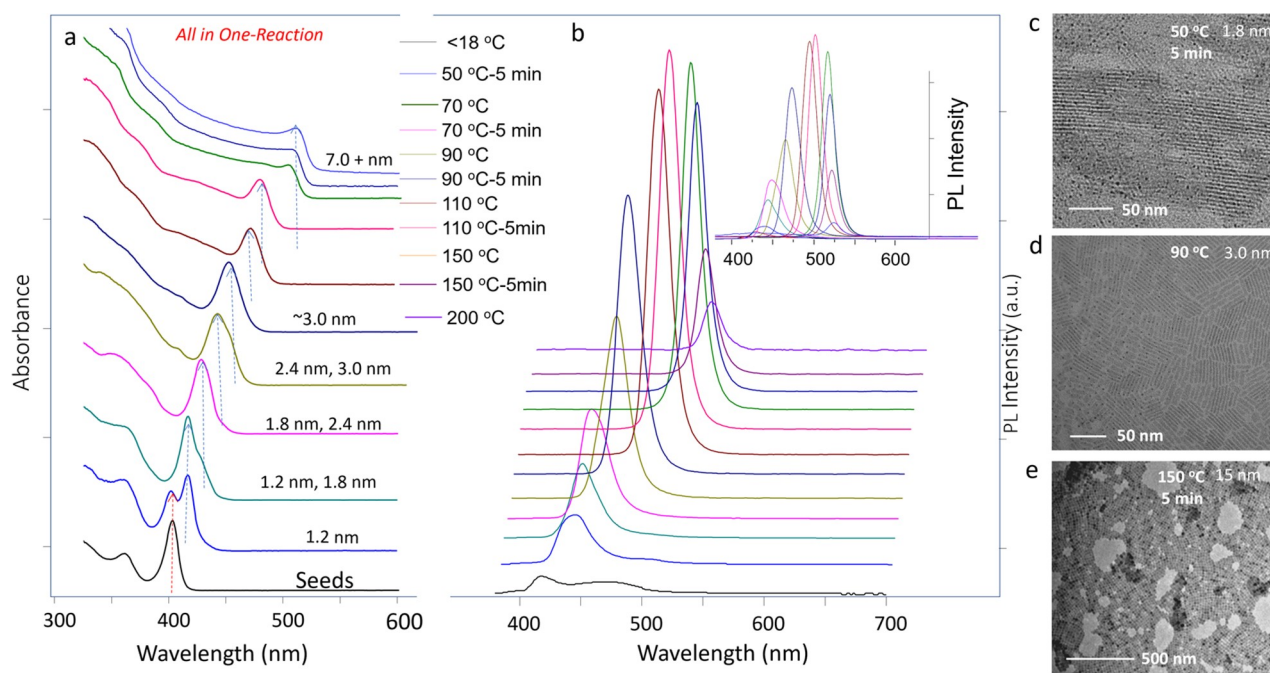 a
All in One-Reaction
7.0 + nm
~3.0 nm
2.4 nm, 3.0 nm
1.8 nm, 2.4 nm
1.2 nm, 1.8 nm
1.2 nm
Seeds
Absorbance
300 400 500 600
Wavelength (nm)
<18 °C
50 °C-5 min
70 °C
70 °C-5 min
90 °C
90 °C-5 min
110 °C
110 °C-5min
150 °C
150 °C-5min
200 °C
b
PL Intensity
400 500 600
PL Intensity (a.u.)
400 500 600 700
Wavelength (nm)
c
50 °C 1.8 nm
5 min
50 nm
d
90 °C 3.0 nm
50 nm
e
150 °C 15 nm
5 min
500 nm